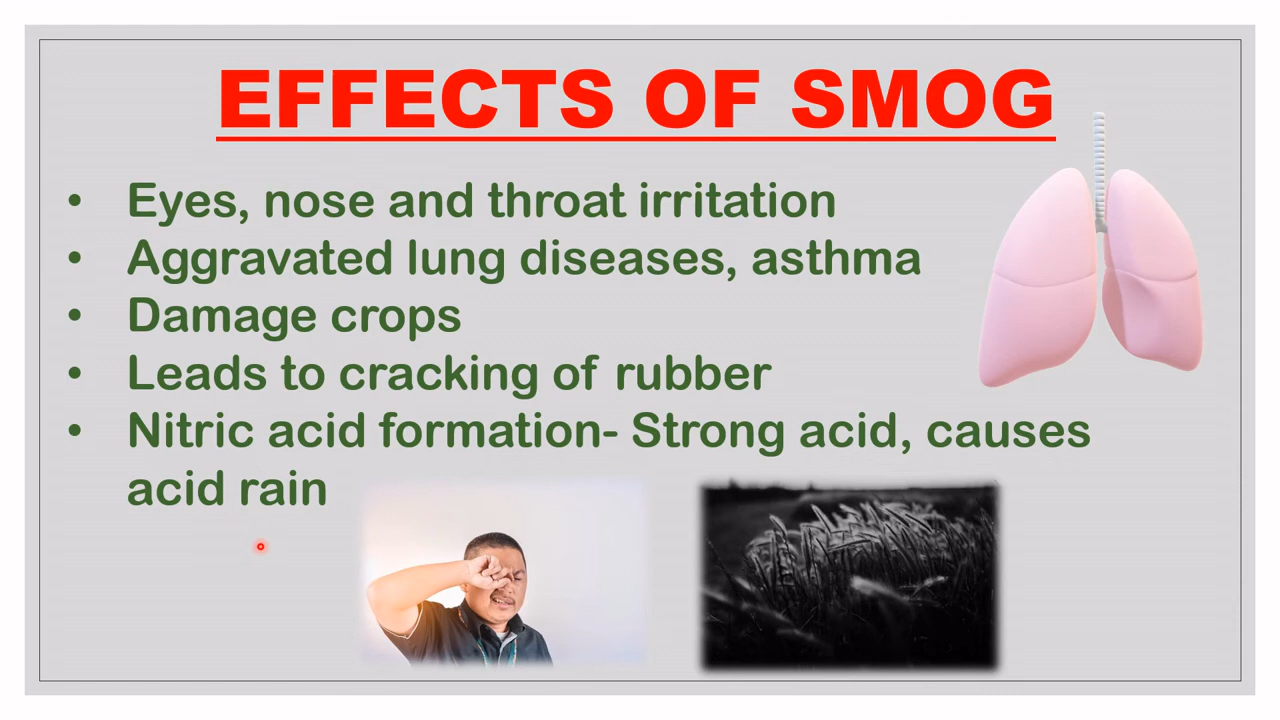 EFFECTS OF SMOG
• Eyes, nose and throat irritation
• Aggravated lung diseases, asthma
• Damage crops
• Leads to cracking of rubber
• Nitric acid formation- Strong acid, causes
acid rain